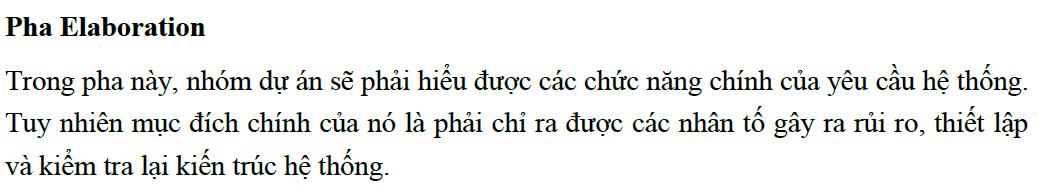 Pha Elaboration
Trong pha này, nhóm dự án sẽ phải hiểu được các chức năng chính của yêu cầu hệ thống.
Tuy nhiên mục đích chính của nó là phải chỉ ra được các nhân tố gây ra rủi ro, thiết lập
và kiểm tra lại kiến trúc hệ thống.